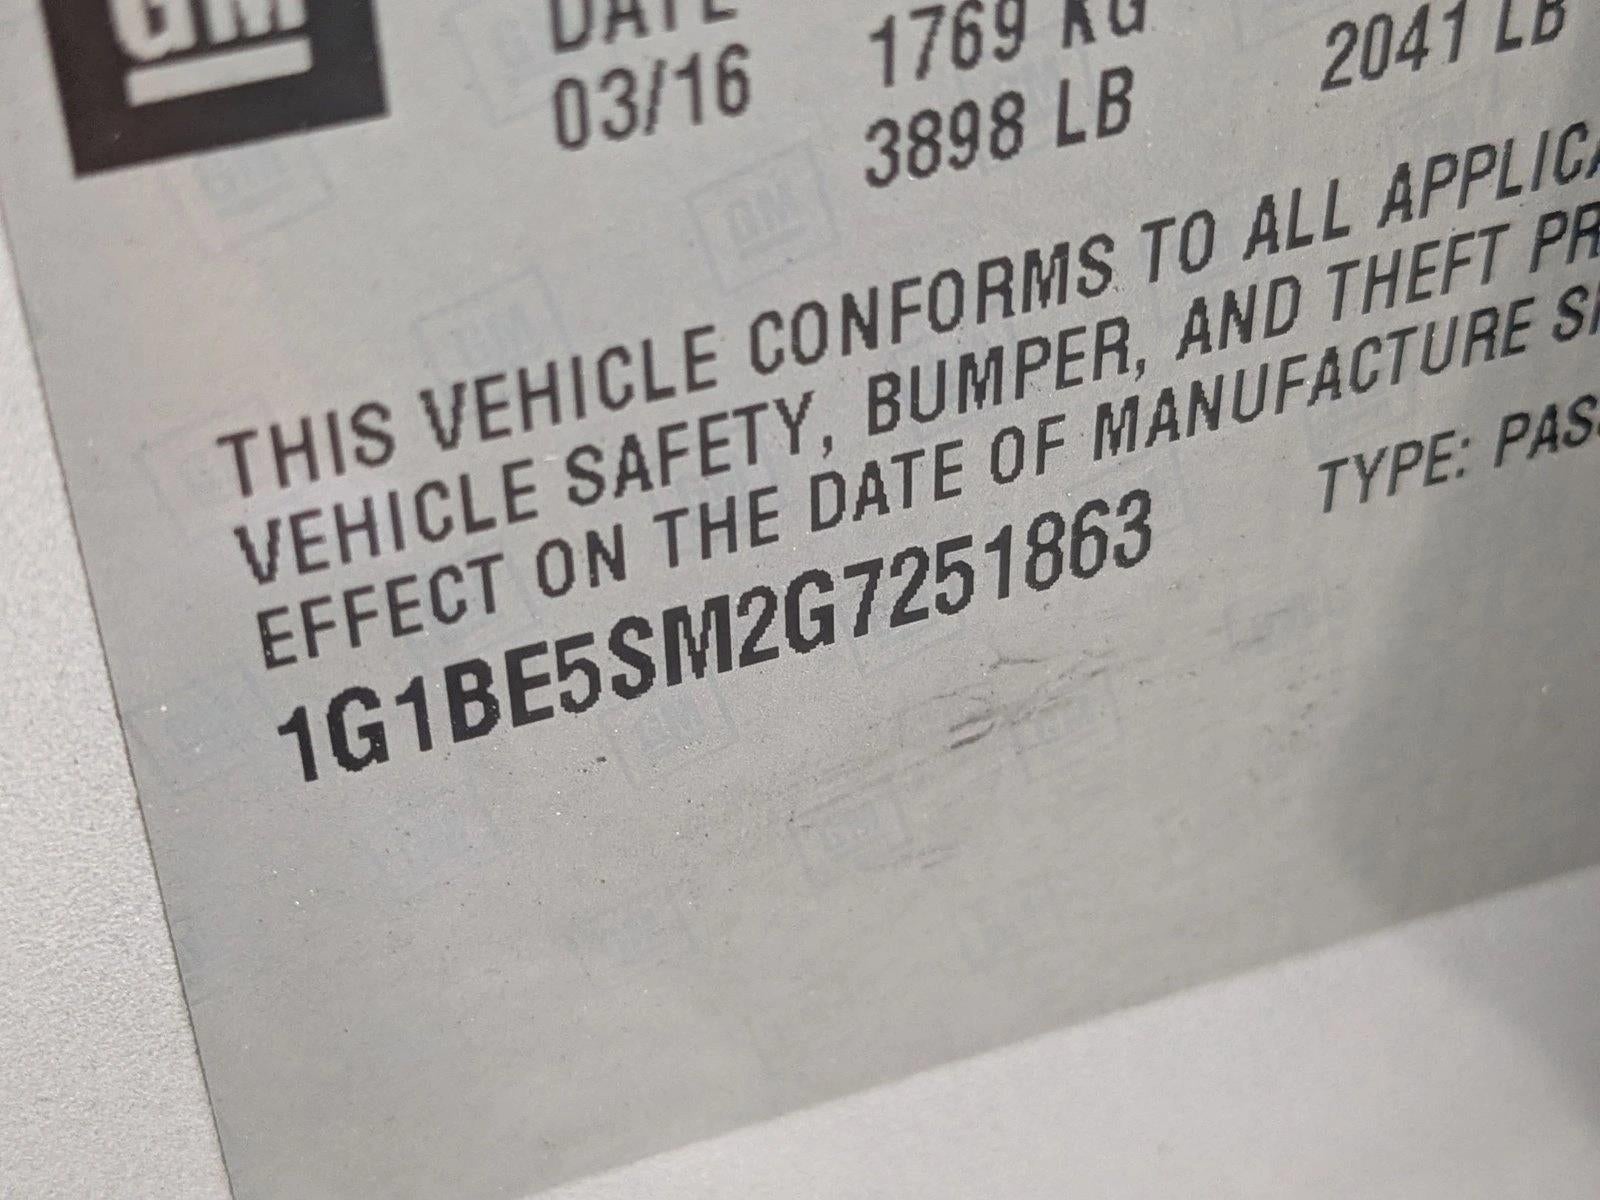 GM
DATE
03/16
1769 KG
3898 LB
2041 LB
THIS VEHICLE CONFORMS TO ALL
VEHICLE SAFETY, BUMPER, AND THEFT
EFFECT ON THE DATE OF MANUFACTURE
1G1BE5SM2G7251863
TYPE: